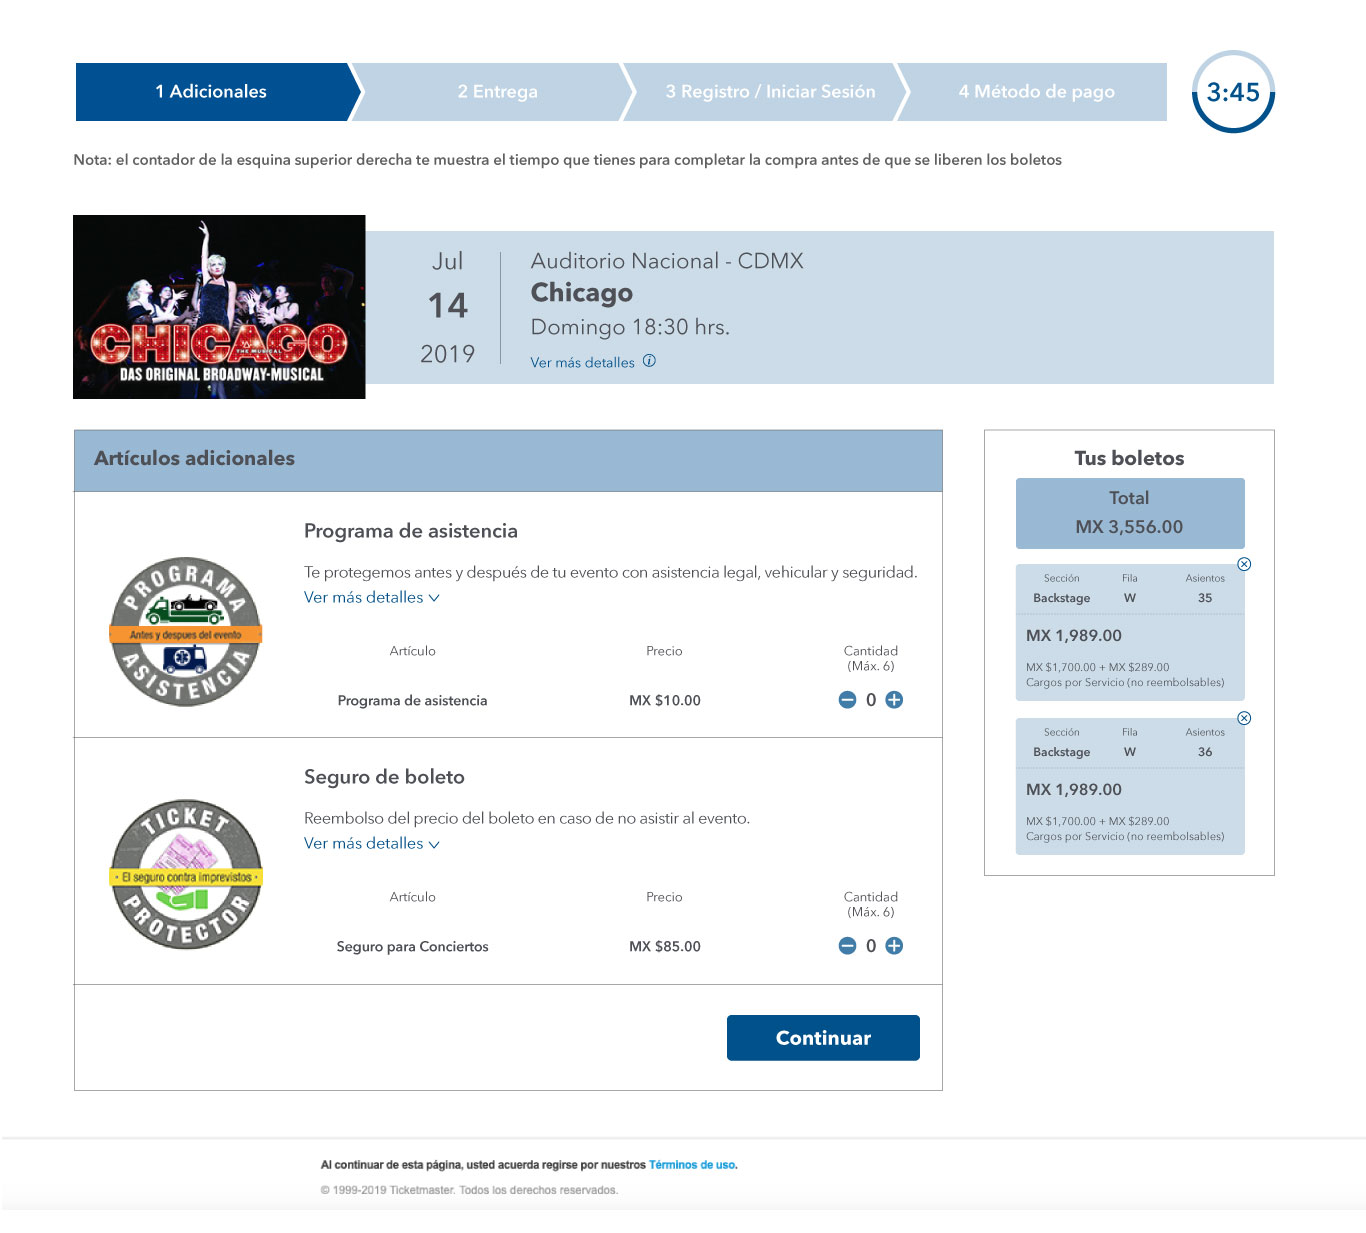 1 Adicionales
2 Entrega
3 Registro / Iniciar Sesión
4 Método de pago
3:45
Nota: el contador de la esquina superior derecha te muestra el tiempo que tienes para completar la compra antes de que se liberen los boletos
CHICAGO
THE MUSICAL
DAS ORIGINAL BROADWAY-MUSICAL
Jul
14
2019
Auditorio Nacional - CDMX
Chicago
Domingo 18:30 hrs.
Ver más detalles
Artículos adicionales
PROGRAMA
Antes y despues del evento
ASISTENCIA
Programa de asistencia
Te protegemos antes y después de tu evento con asistencia legal, vehicular y seguridad.
Ver más detalles
Artículo Precio Cantidad
(Máx. 6)
Programa de asistencia MX $10.00 0
TICKET
· El seguro contra imprevistos ·
PROTECTOR
Seguro de boleto
Reembolso del precio del boleto en caso de no asistir al evento.
Ver más detalles
Artículo Precio Cantidad
(Máx. 6)
Seguro para Conciertos MX $85.00 0
Continuar
Tus boletos
Total
MX 3,556.00
Sección Fila Asientos
Backstage W 35
MX 1,989.00
MX $1,700.00 + MX $289.00
Cargos por Servicio (no reembolsables)
Sección Fila Asientos
Backstage W 36
MX 1,989.00
MX $1,700.00 + MX $289.00
Cargos por Servicio (no reembolsables)
Al continuar de esta página, usted acuerda regirse por nuestros Términos de uso.
© 1999-2019 Ticketmaster. Todos los derechos reservados.